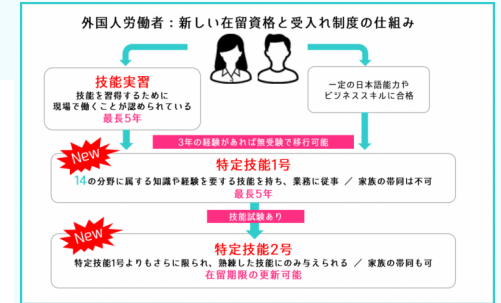 外国人労働者：新しい在留資格と受入れ制度の仕組み
技能実習
技能を習得するために
現場で働くことが認められている
最長5年
一定の日本語能力や
ビジネススキルに合格
3年の経験があれば無受験で移行可能
New
特定技能1号
14の分野に属する知識や経験を要する技能を持ち、業務に従事 ／ 家族の帯同は不可
最長5年
技能試験あり
New
特定技能2号
特定技能1号よりもさらに限られ、熟練した技能にのみ与えられる ／ 家族の帯同も可
在留期限の更新可能